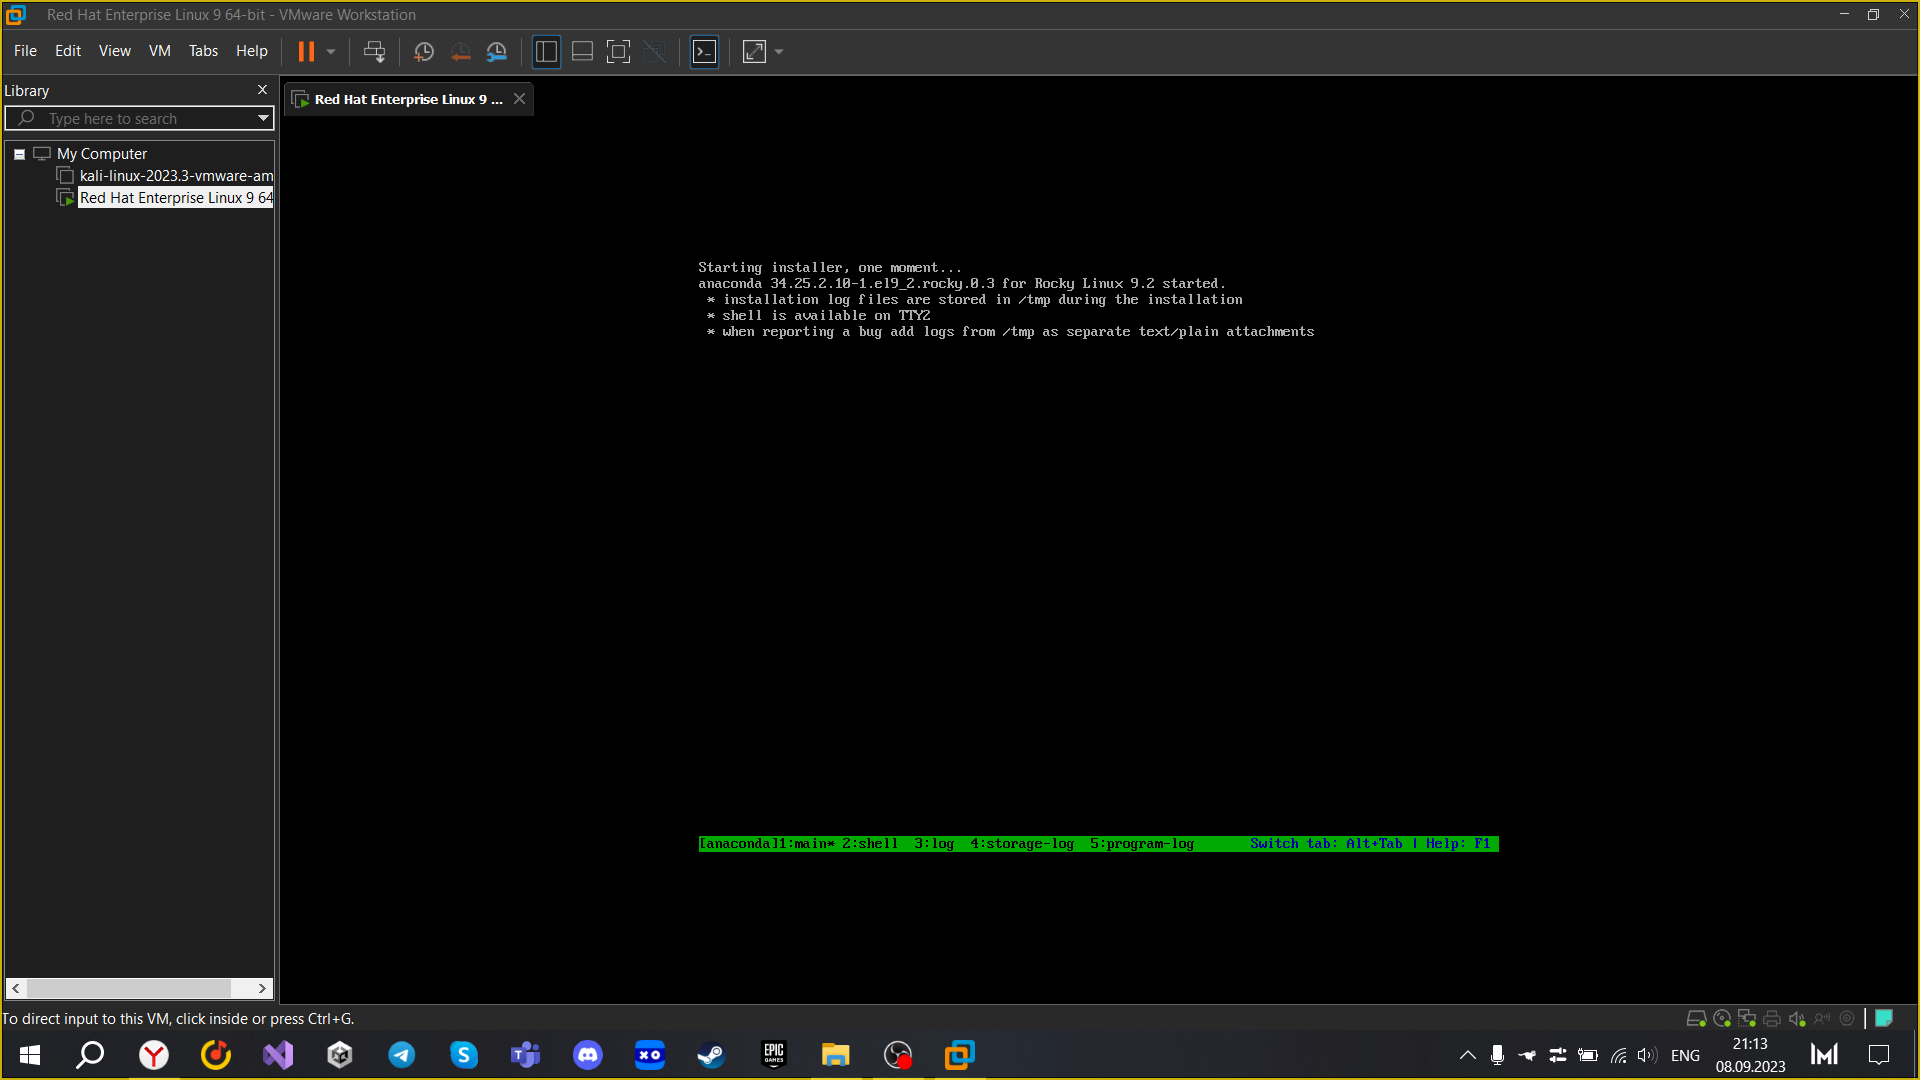 Red Hat Enterprise Linux 9 64-bit - VMware Workstation
File Edit View VM Tabs Help
Library
Type here to search
Red Hat Enterprise Linux 9 ...
My Computer
kali-linux-2023.3-vmware-am
Red Hat Enterprise Linux 9 64
Starting installer, one moment...
anaconda 34.25.2.10-1.el9_2.rocky.0.3 for Rocky Linux 9.2 started.
* installation log files are stored in /tmp during the installation
* shell is available on TTY2
* when reporting a bug add logs from /tmp as separate text/plain attachments
[anaconda]1:main* 2:shell 3:log 4:storage-log 5:program-log Switch tab: Alt+Tab | Help: F1
To direct input to this VM, click inside or press Ctrl+G.
XO
EPIC
GAMES
ENG
21:13
08.09.2023